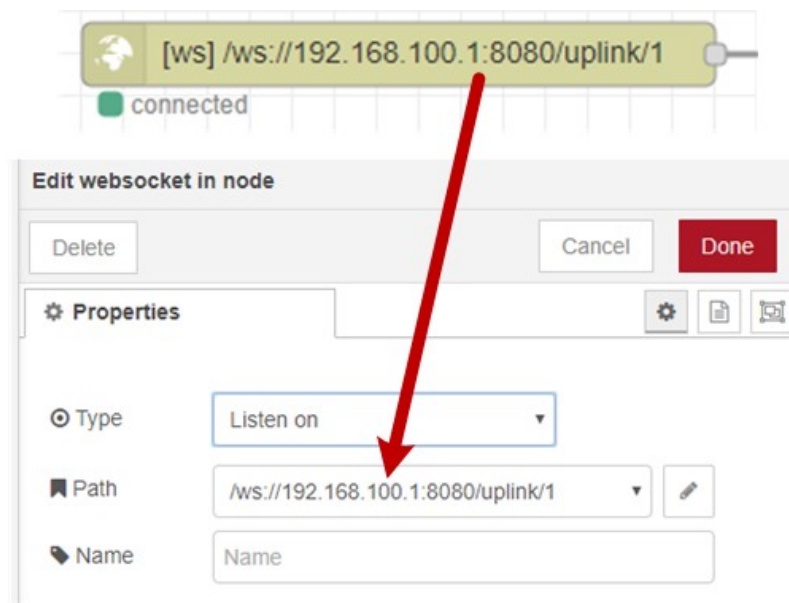 [ws] /ws://192.168.100.1:8080/uplink/1
connected
Edit websocket in node
Delete
Cancel
Done
Properties
Type
Listen on
Path
/ws://192.168.100.1:8080/uplink/1
Name
Name